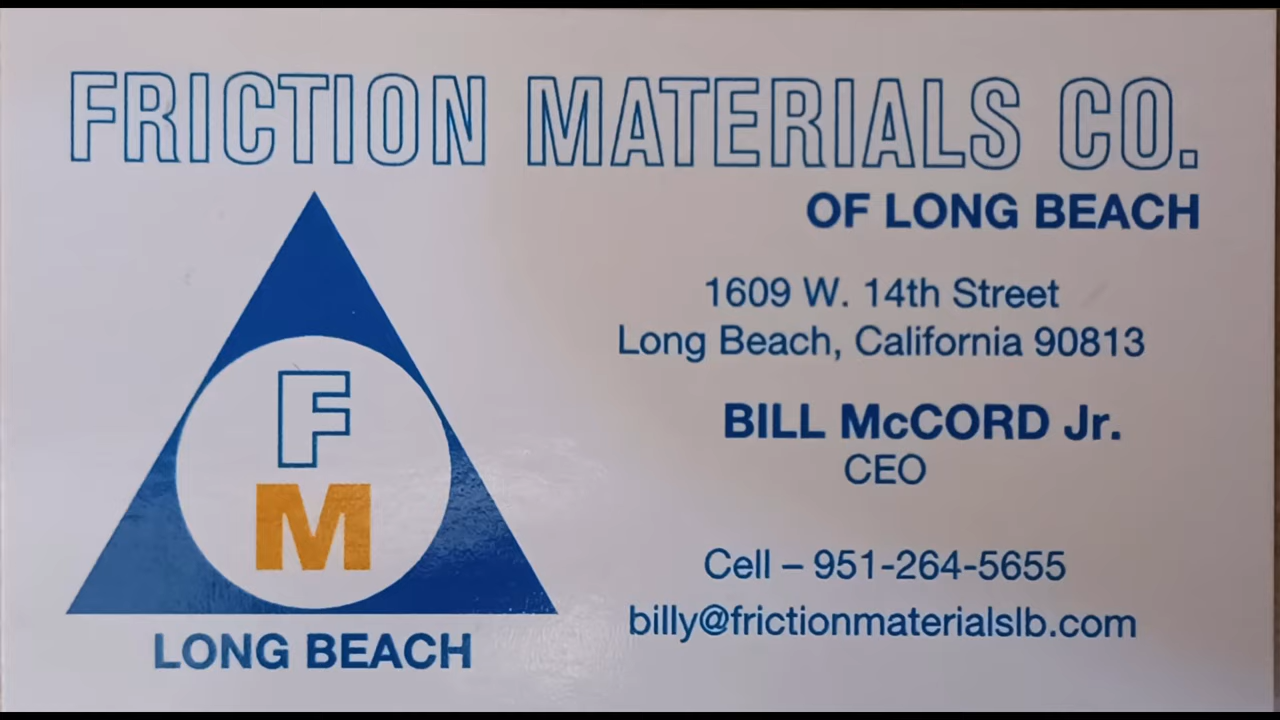 FRICTION MATERIALS CO.
OF LONG BEACH
1609 W. 14th Street
Long Beach, California 90813
BILL McCORD Jr.
CEO
Cell – 951-264-5655
billy@frictionmaterialslb.com
F
M
LONG BEACH